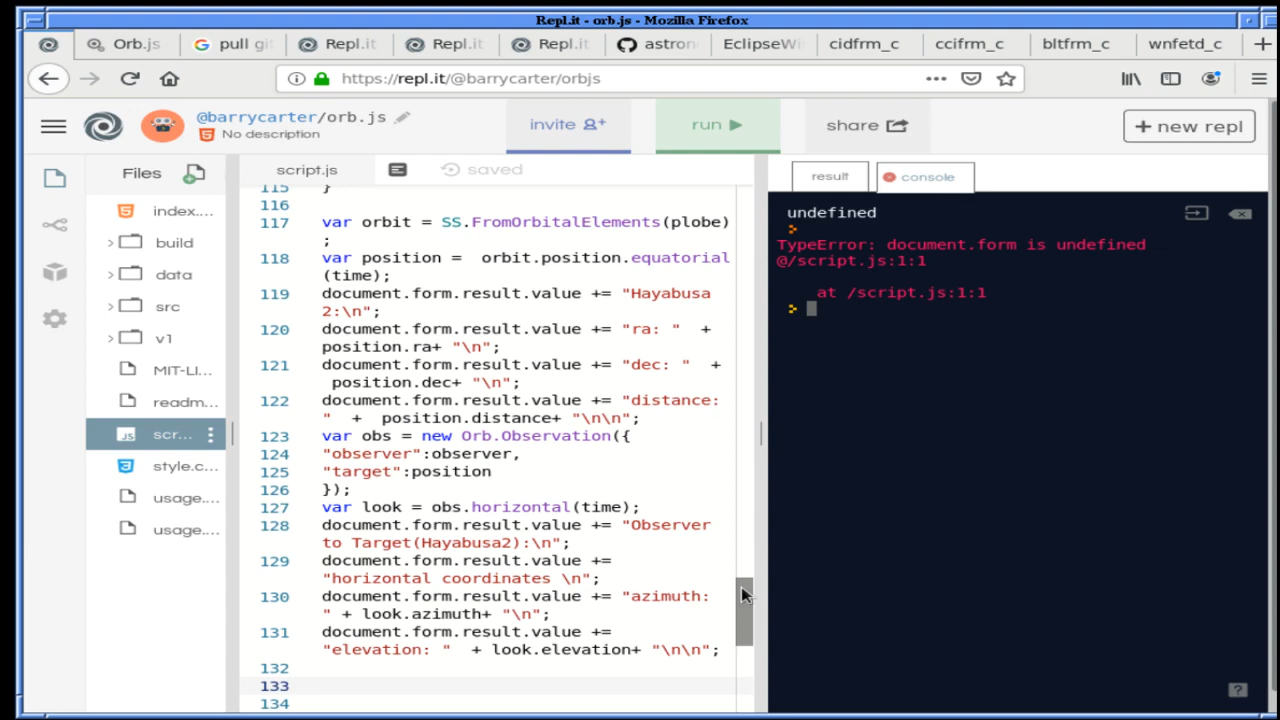 Repl.it - orb.js - Mozilla Firefox
Orb.js
pull gi
Repl.it
Repl.it
Repl.it
astron
EclipseWi
cidfrm_c
ccifrm_c
bltfrm_c
wnfetd_c
https://repl.it/@barrycarter/orbjs
@barrycarter/orb.js
No description
invite
run
share
+ new repl
Files
script.js
saved
result
console
index....
build
data
src
v1
MIT-LI...
readm...
scr...
style.c...
usage....
usage....
115 }
116
117 var orbit = SS.FromOrbitalElements(plobe)
;
118 var position =  orbit.position.equatorial
(time);
119 document.form.result.value += "Hayabusa
2:\n";
120 document.form.result.value += "ra: "  +
position.ra+ "\n";
121 document.form.result.value += "dec: "  +
position.dec+ "\n";
122 document.form.result.value += "distance:
"  +  position.distance+ "\n\n";
123 var obs = new Orb.Observation({
124 "observer":observer,
125 "target":position
126 });
127 var look = obs.horizontal(time);
128 document.form.result.value += "Observer
to Target(Hayabusa2):\n";
129 document.form.result.value +=
"horizontal coordinates \n";
130 document.form.result.value += "azimuth:
" + look.azimuth+ "\n";
131 document.form.result.value +=
"elevation: "  + look.elevation+ "\n\n";
132
133
134
undefined
TypeError: document.form is undefined
@/script.js:1:1
at /script.js:1:1